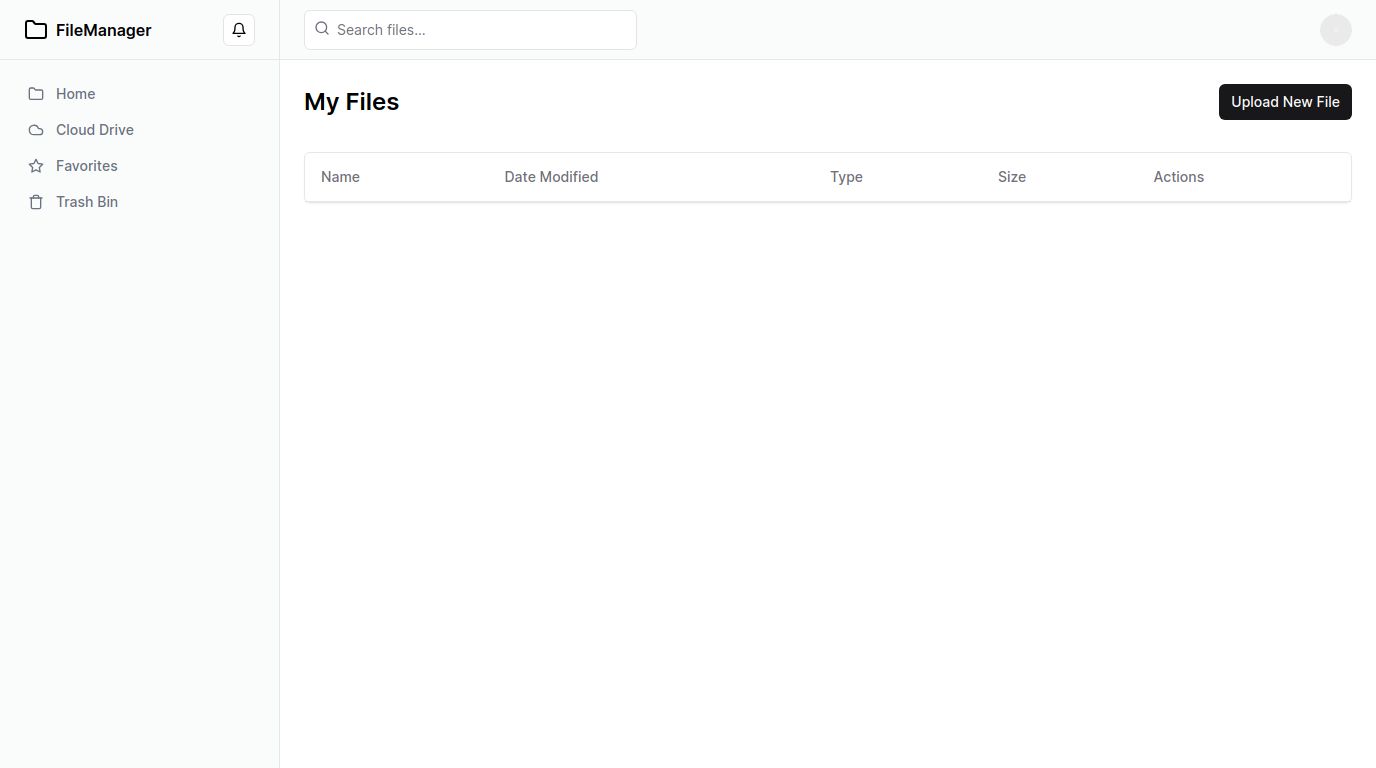 FileManager
Search files...
Home
Cloud Drive
Favorites
Trash Bin
My Files
Upload New File
Name Date Modified Type Size Actions